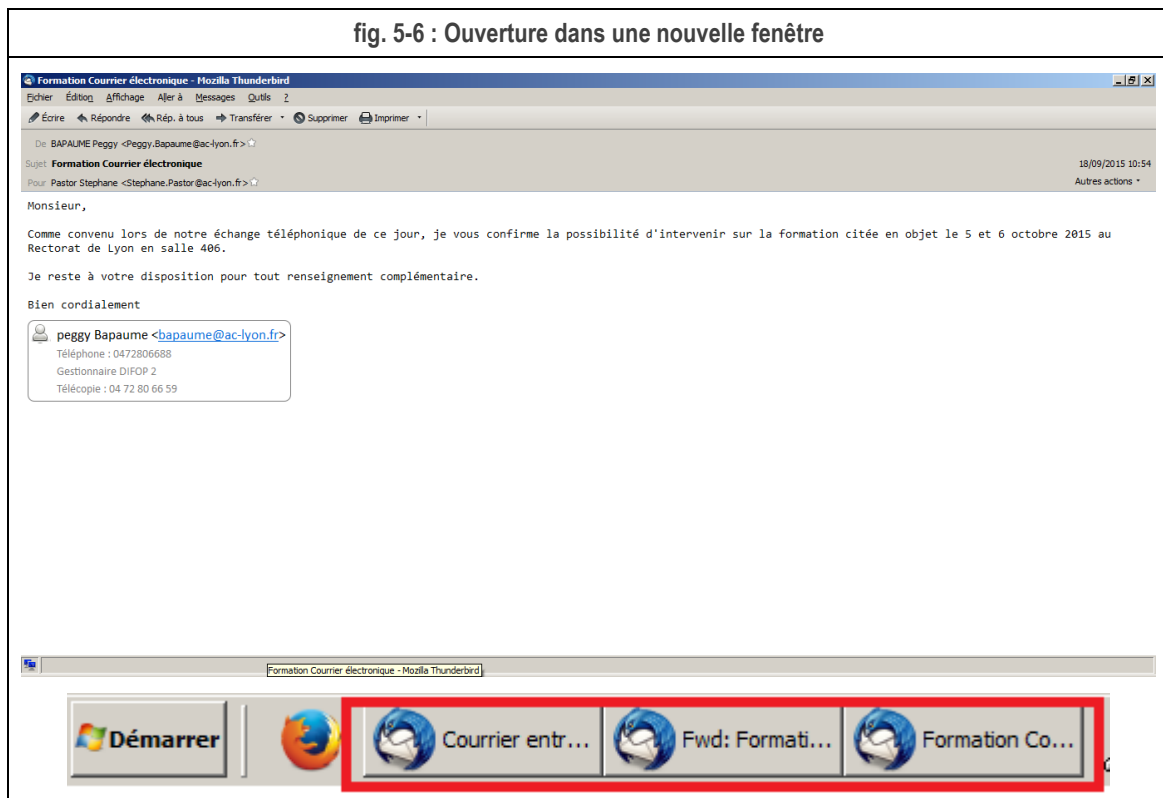 fig. 5-6 : Ouverture dans une nouvelle fenêtre
Formation Courrier électronique - Mozilla Thunderbird
Fichier Édition Affichage Aller à Messages Outils ?
Écrire Répondre Rép. à tous Transférer Supprimer Imprimer
De BAPAUME Peggy <Peggy.Bapaume@ac-lyon.fr>
Sujet Formation Courrier électronique 18/09/2015 10:54
Pour Pastor Stephane <Stephane.Pastor@ac-lyon.fr> Autres actions
Monsieur,
Comme convenu lors de notre échange téléphonique de ce jour, je vous confirme la possibilité d'intervenir sur la formation citée en objet le 5 et 6 octobre 2015 au
Rectorat de Lyon en salle 406.
Je reste à votre disposition pour tout renseignement complémentaire.
Bien cordialement
peggy Bapaume <bapaume@ac-lyon.fr>
Téléphone : 0472806688
Gestionnaire DIFOP 2
Télécopie : 04 72 80 66 59
Formation Courrier électronique - Mozilla Thunderbird
Démarrer Courrier entr... Fwd: Formati... Formation Co...